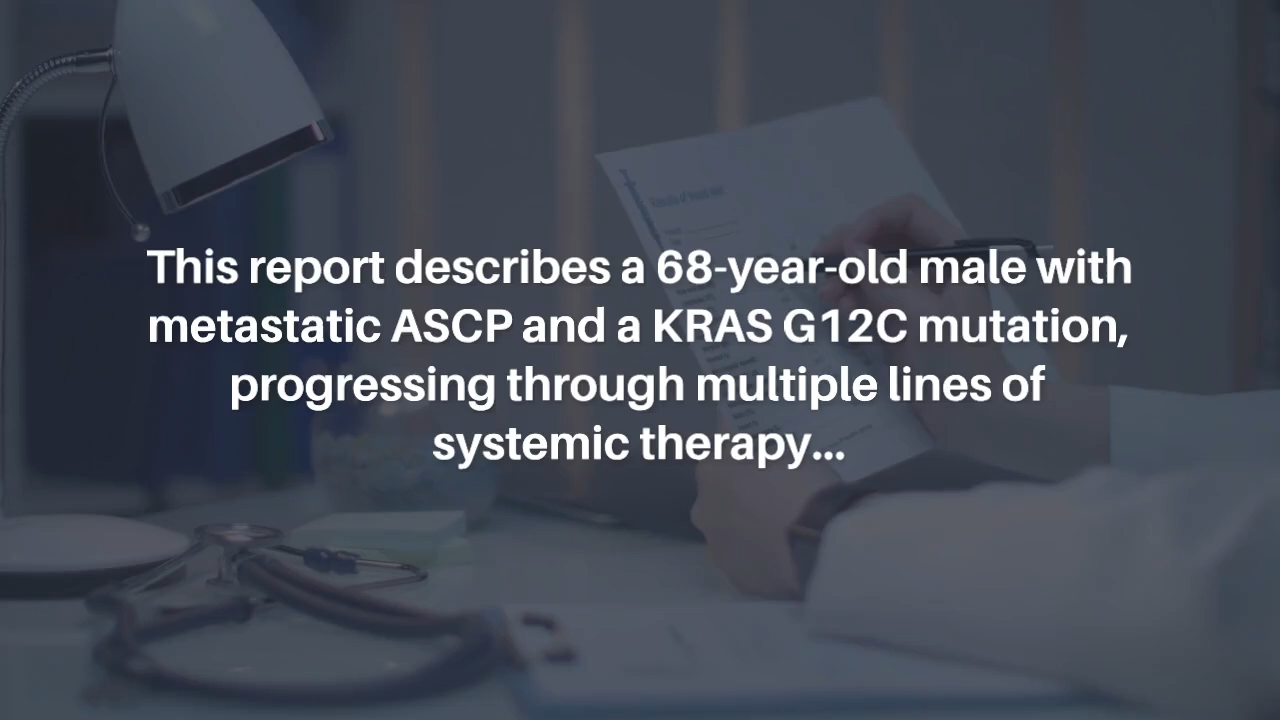 This report describes a 68-year-old male with
metastatic ASCP and a KRAS G12C mutation,
progressing through multiple lines of
systemic therapy...